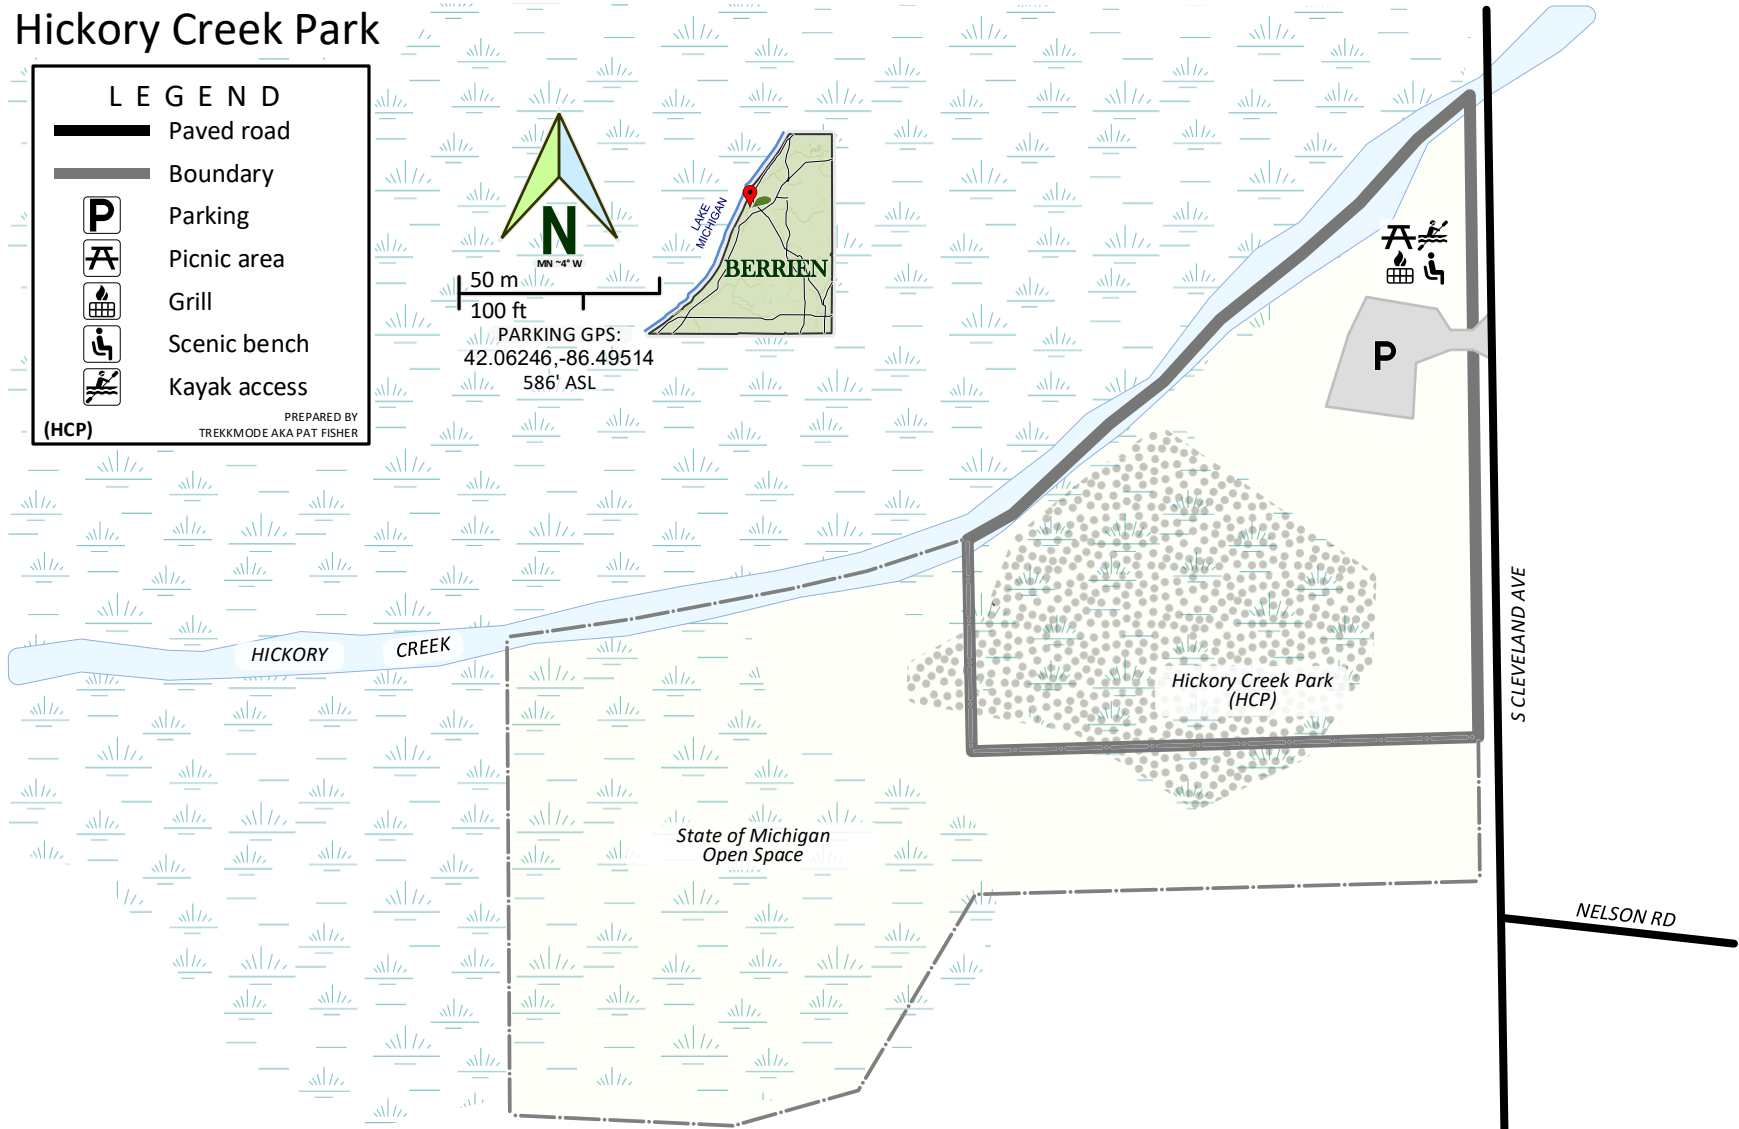 Hickory Creek Park
L E G E N D
Paved road
Boundary
P
Parking
Picnic area
Grill
Scenic bench
Kayak access
PREPARED BY
(HCP)
TREKKMODE AKA PAT FISHER
N
MN ~4° W
50 m
100 ft
PARKING GPS:
42.06246,-86.49514
586' ASL
LAKE
MICHIGAN
BERRIEN
P
HICKORY
CREEK
Hickory Creek Park
(HCP)
S CLEVELAND AVE
State of Michigan
Open Space
NELSON RD